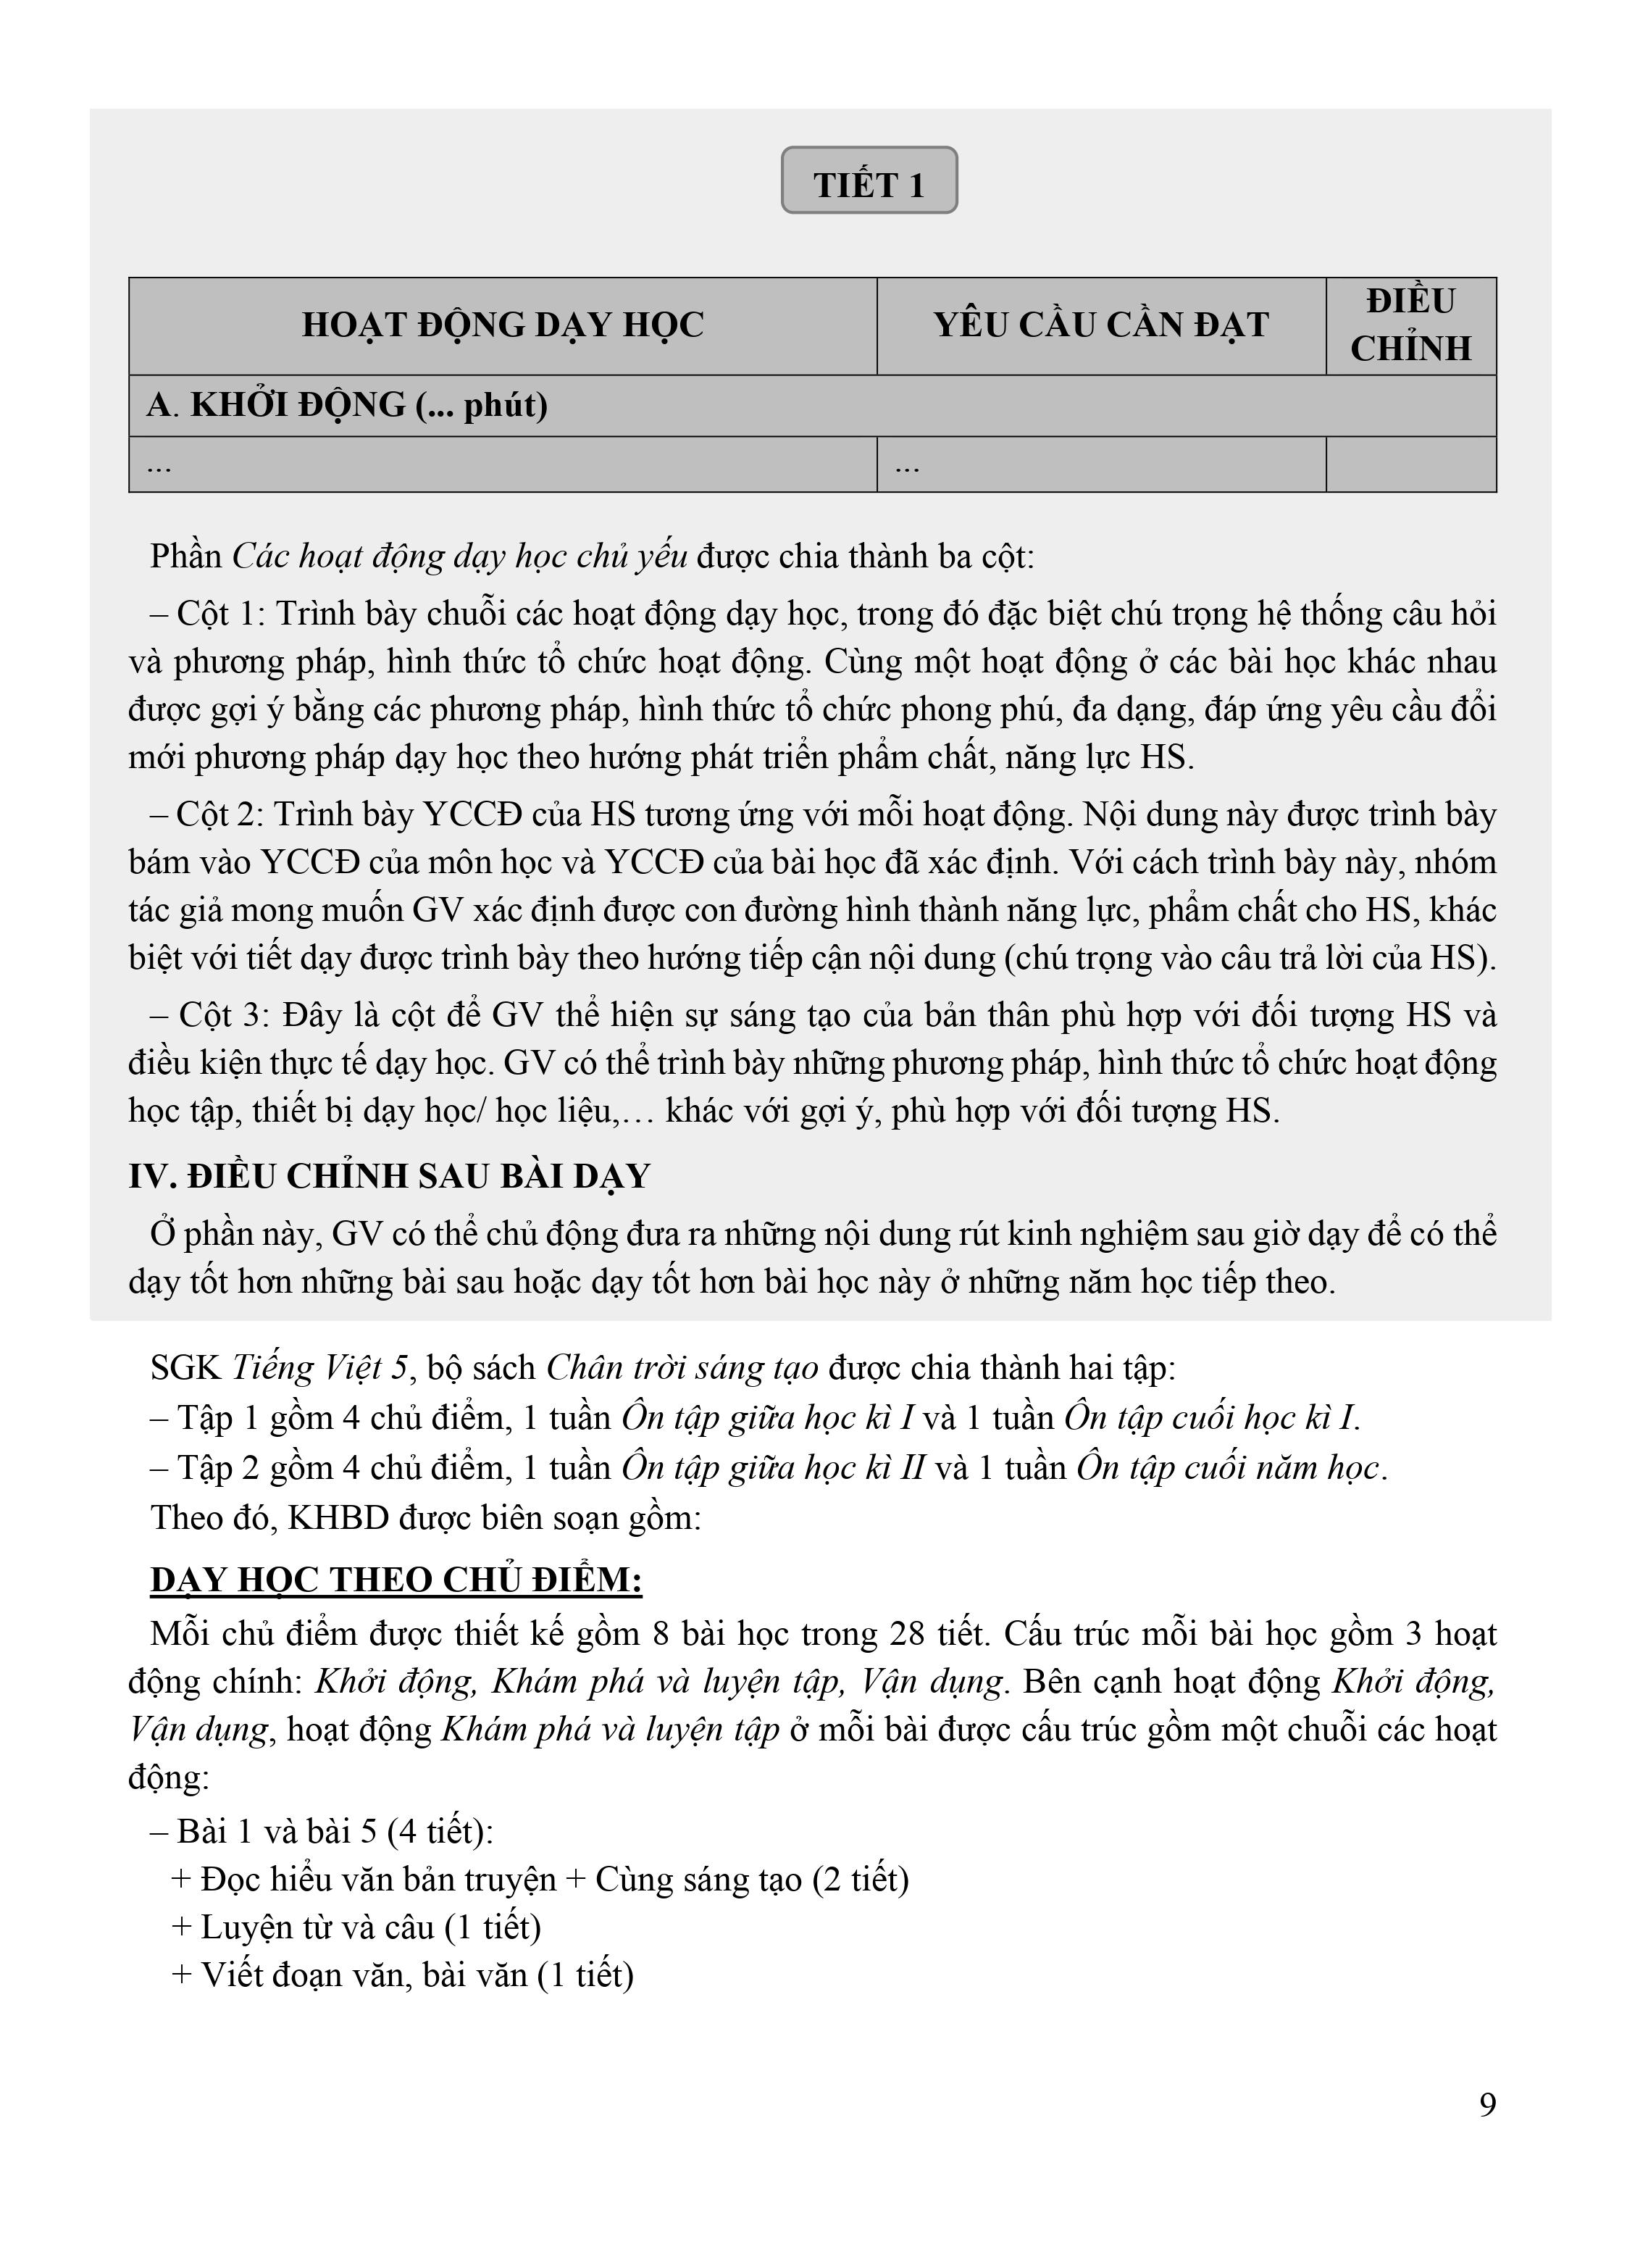 TIẾT 1
HOẠT ĐỘNG DẠY HỌC
YÊU CẦU CẦN ĐẠT
ĐIỀU
CHỈNH
A. KHỞI ĐỘNG (... phút)
...
...
Phần Các hoạt động dạy học chủ yếu được chia thành ba cột:
– Cột 1: Trình bày chuỗi các hoạt động dạy học, trong đó đặc biệt chú trọng hệ thống câu hỏi
và phương pháp, hình thức tổ chức hoạt động. Cùng một hoạt động ở các bài học khác nhau
được gợi ý bằng các phương pháp, hình thức tổ chức phong phú, đa dạng, đáp ứng yêu cầu đổi
mới phương pháp dạy học theo hướng phát triển phẩm chất, năng lực HS.
– Cột 2: Trình bày YCCĐ của HS tương ứng với mỗi hoạt động. Nội dung này được trình bày
bám vào YCCĐ của môn học và YCCĐ của bài học đã xác định. Với cách trình bày này, nhóm
tác giả mong muốn GV xác định được con đường hình thành năng lực, phẩm chất cho HS, khác
biệt với tiết dạy được trình bày theo hướng tiếp cận nội dung (chú trọng vào câu trả lời của HS).
– Cột 3: Đây là cột để GV thể hiện sự sáng tạo của bản thân phù hợp với đối tượng HS và
điều kiện thực tế dạy học. GV có thể trình bày những phương pháp, hình thức tổ chức hoạt động
học tập, thiết bị dạy học/ học liệu,… khác với gợi ý, phù hợp với đối tượng HS.
IV. ĐIỀU CHỈNH SAU BÀI DẠY
Ở phần này, GV có thể chủ động đưa ra những nội dung rút kinh nghiệm sau giờ dạy để có thể
dạy tốt hơn những bài sau hoặc dạy tốt hơn bài học này ở những năm học tiếp theo.
SGK Tiếng Việt 5, bộ sách Chân trời sáng tạo được chia thành hai tập:
– Tập 1 gồm 4 chủ điểm, 1 tuần Ôn tập giữa học kì I và 1 tuần Ôn tập cuối học kì I.
– Tập 2 gồm 4 chủ điểm, 1 tuần Ôn tập giữa học kì II và 1 tuần Ôn tập cuối năm học.
Theo đó, KHBD được biên soạn gồm:
DẠY HỌC THEO CHỦ ĐIỂM:
Mỗi chủ điểm được thiết kế gồm 8 bài học trong 28 tiết. Cấu trúc mỗi bài học gồm 3 hoạt
động chính: Khởi động, Khám phá và luyện tập, Vận dụng. Bên cạnh hoạt động Khởi động,
Vận dụng, hoạt động Khám phá và luyện tập ở mỗi bài được cấu trúc gồm một chuỗi các hoạt
động:
– Bài 1 và bài 5 (4 tiết):
+ Đọc hiểu văn bản truyện + Cùng sáng tạo (2 tiết)
+ Luyện từ và câu (1 tiết)
+ Viết đoạn văn, bài văn (1 tiết)
9